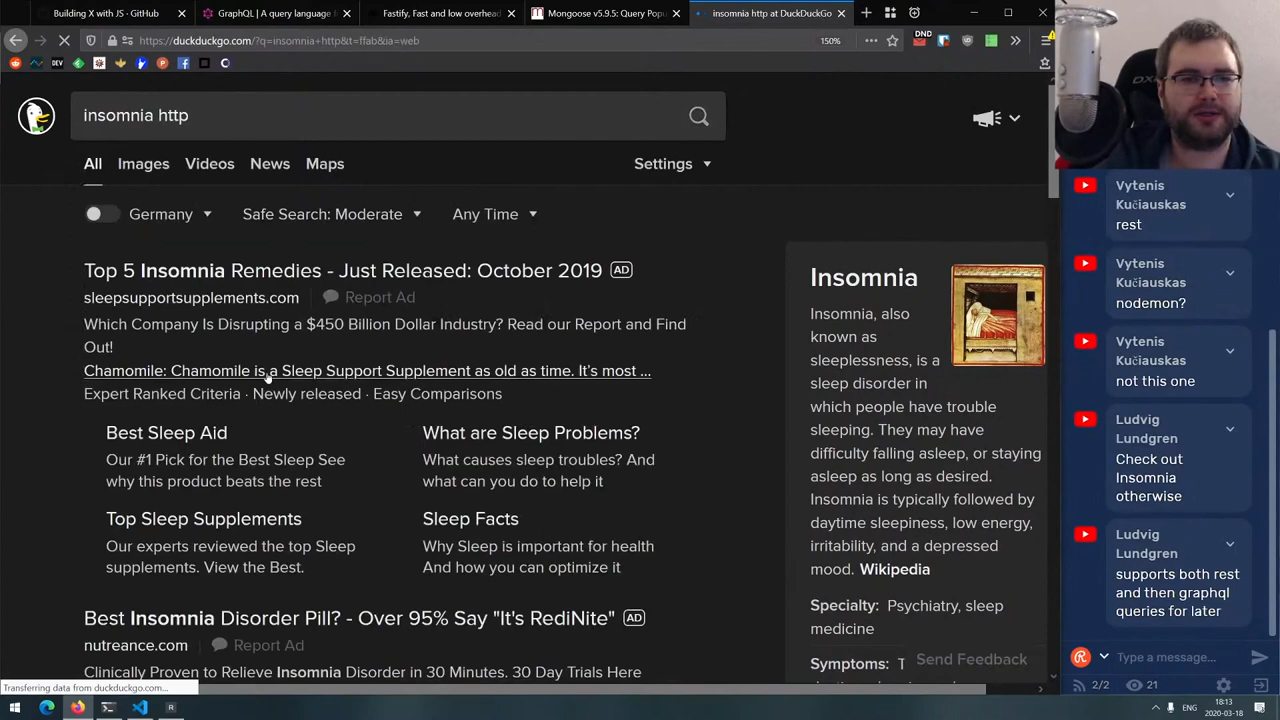 Building X with JS · GitHub
GraphQL | A query language
Fastify, Fast and low overhead
Mongoose v5.9.5: Query Popu
insomnia http at DuckDuckGo
https://duckduckgo.com/?q=insomnia+http&t=ffab&ia=web
150%
DND
DEV
insomnia http
All
Images
Videos
News
Maps
Settings
Germany
Safe Search: Moderate
Any Time
Top 5 Insomnia Remedies - Just Released: October 2019 AD
sleepsupportsupplements.com Report Ad
Which Company Is Disrupting a $450 Billion Dollar Industry? Read our Report and Find
Out!
Chamomile: Chamomile is a Sleep Support Supplement as old as time. It's most ...
Expert Ranked Criteria · Newly released · Easy Comparisons
Best Sleep Aid
Our #1 Pick for the Best Sleep See
why this product beats the rest
What are Sleep Problems?
What causes sleep troubles? And
what can you do to help it
Top Sleep Supplements
Our experts reviewed the top Sleep
supplements. View the Best.
Sleep Facts
Why Sleep is important for health
And how you can optimize it
Best Insomnia Disorder Pill? - Over 95% Say "It's RediNite" AD
nutreance.com Report Ad
Clinically Proven to Relieve Insomnia Disorder in 30 Minutes. 30 Day Trials Here
Insomnia
Insomnia, also
known as
sleeplessness, is a
sleep disorder in
which people have trouble
sleeping. They may have
difficulty falling asleep, or staying
asleep as long as desired.
Insomnia is typically followed by
daytime sleepiness, low energy,
irritability, and a depressed
mood. Wikipedia
Specialty: Psychiatry, sleep
medicine
Symptoms: T
Send Feedback
Transferring data from duckduckgo.com...
Vytenis
Kučiauskas
rest
Vytenis
Kučiauskas
nodemon?
Vytenis
Kučiauskas
not this one
Ludvig
Lundgren
Check out
Insomnia
otherwise
Ludvig
Lundgren
supports both rest
and then graphql
queries for later
Type a message...
2/2
21
ENG
18:13
2020-03-18